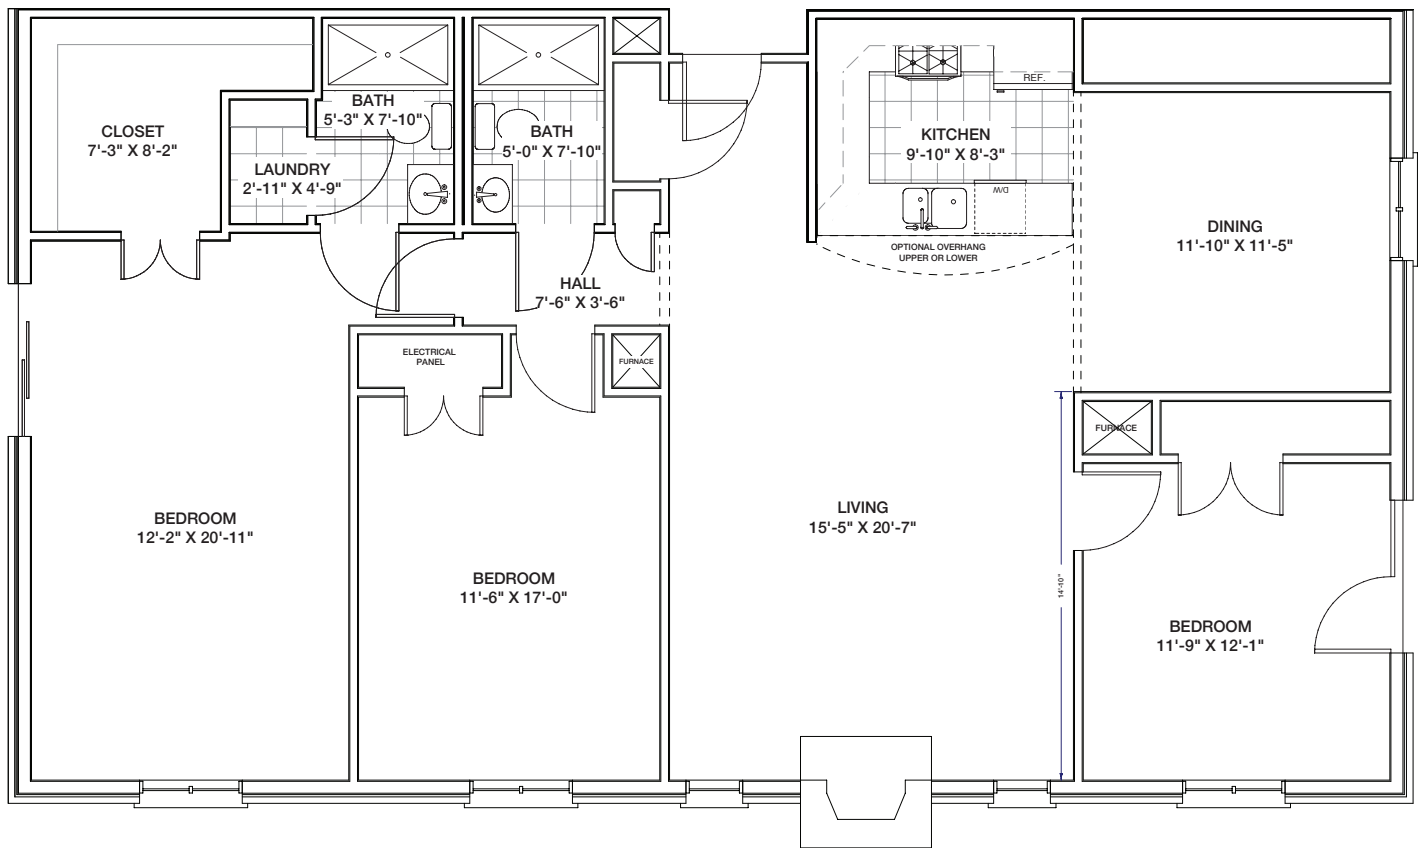 CLOSET
7'-3" X 8'-2"
BATH
5'-3" X 7'-10"
LAUNDRY
2'-11" X 4'-9"
BATH
5'-0" X 7'-10"
REF.
KITCHEN
9'-10" X 8'-3"
D/W
OPTIONAL OVERHANG
UPPER OR LOWER
DINING
11'-10" X 11'-5"
HALL
7'-6" X 3'-6"
ELECTRICAL
PANEL
FURNACE
FURNACE
BEDROOM
12'-2" X 20'-11"
BEDROOM
11'-6" X 17'-0"
LIVING
15'-5" X 20'-7"
14'-10"
BEDROOM
11'-9" X 12'-1"